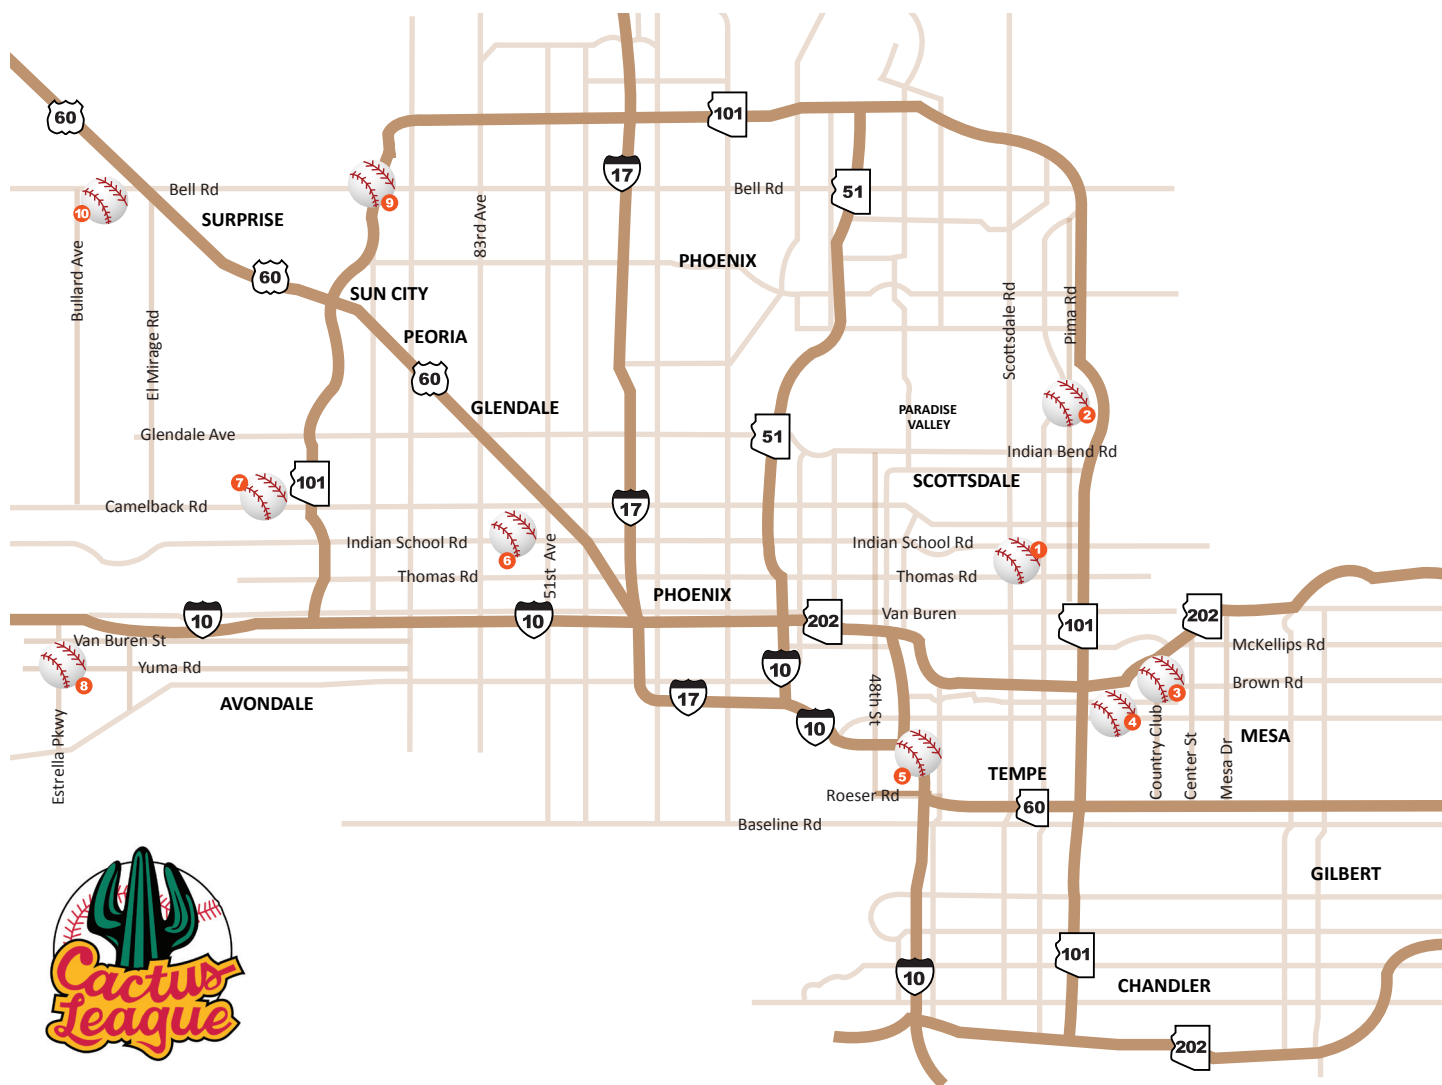 101
60
17
51
Bell Rd
Bell Rd
9
10
SURPRISE
83rd Ave
PHOENIX
60
Bullard Ave
SUN CITY
Scottsdale Rd
Pima Rd
El Mirage Rd
PEORIA
60
GLENDALE
PARADISE
VALLEY
2
Glendale Ave
51
Indian Bend Rd
7
101
SCOTTSDALE
Camelback Rd
17
Indian School Rd
6
51st Ave
Indian School Rd
1
Thomas Rd
Thomas Rd
PHOENIX
10
10
202
Van Buren
101
202
Van Buren St
McKellips Rd
Yuma Rd
8
10
Brown Rd
3
AVONDALE
17
48th St
10
4
Estrella Pkwy
Country Club
Center St
Mesa Dr
MESA
5
TEMPE
Roeser Rd
60
Baseline Rd
GILBERT
101
10
CHANDLER
202
Cactus
League